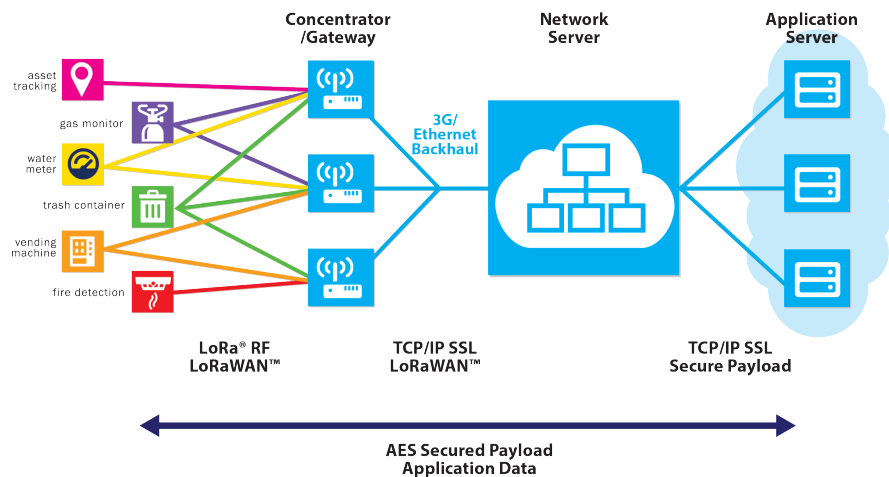 Concentrator
/Gateway
Network
Server
Application
Server
asset
tracking
gas monitor
water
meter
trash container
vending
machine
fire detection
3G/
Ethernet
Backhaul
LoRa® RF
LoRaWAN™
TCP/IP SSL
LoRaWAN™
TCP/IP SSL
Secure Payload
AES Secured Payload
Application Data